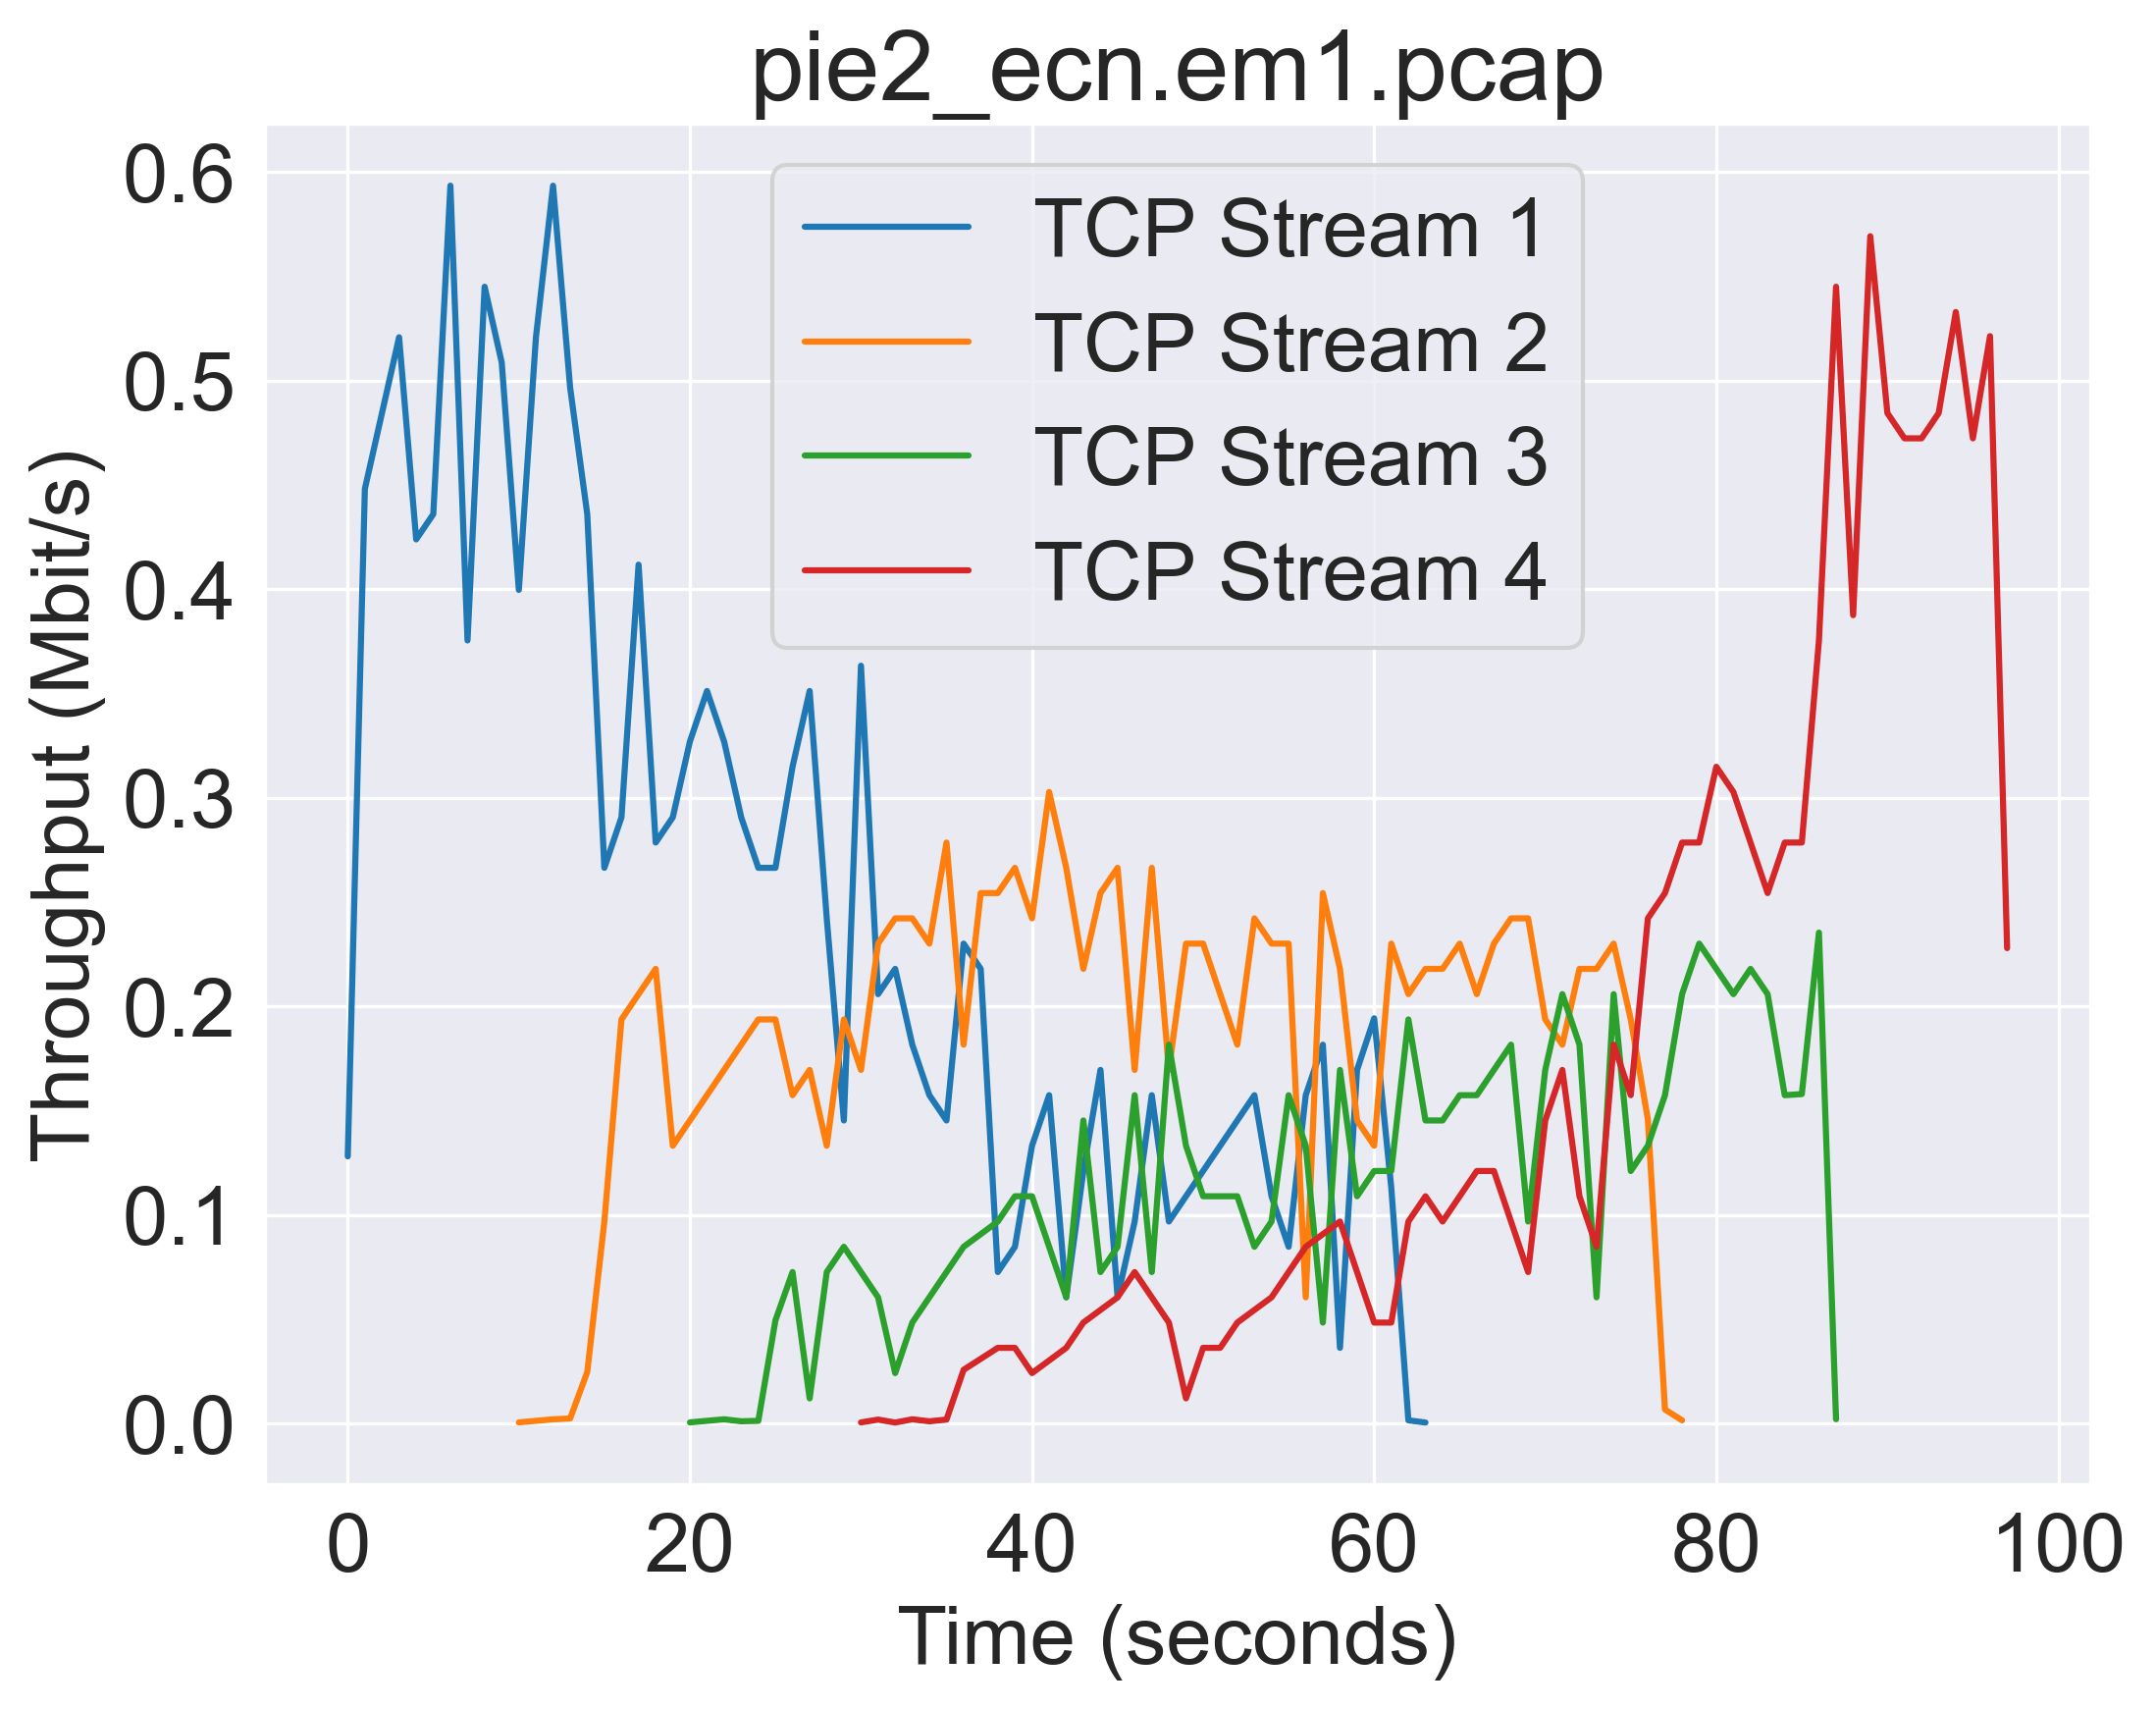 pie2_ecn.em1.pcap
0.6
0.5
0.4
0.3
0.2
0.1
0.0
Throughput (Mbit/s)
TCP Stream 1
TCP Stream 2
TCP Stream 3
TCP Stream 4
0 20 40 60 80 100
Time (seconds)